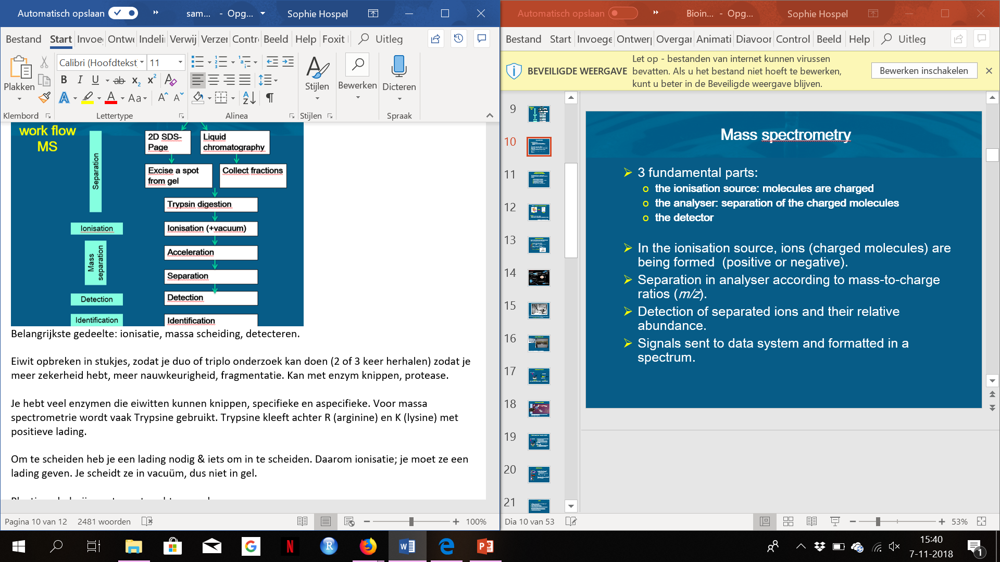 Automatisch opslaan
sam... - Opg...
Sophie Hospel
Bestand Start Invoe Ontwe Indeli Verwij Verzer Contr Beeld Help Foxit Uitleg
Plakken
Klembord
Calibri (Hoofdtekst) 11
B I U ab x₂ x²
A A Aa A A
Lettertype
Alinea
Stijlen
Stijlen
Bewerken
Dicteren
Spraak
work flow
MS
Separation
2D SDS-
Page
Liquid
chromatography
Excise a spot
from gel
Collect fractions
Trypsin digestion
Ionisation
Ionisation (+vacuum)
Mass
separation
Acceleration
Separation
Detection
Detection
Identification
Identification
Belangrijkste gedeelte: ionisatie, massa scheiding, detecteren.
Eiwit opbreken in stukjes, zodat je duo of triplo onderzoek kan doen (2 of 3 keer herhalen) zodat je
meer zekerheid hebt, meer nauwkeurigheid, fragmentatie. Kan met enzym knippen, protease.
Je hebt veel enzymen die eiwitten kunnen knippen, specifieke en aspecifieke. Voor massa
spectrometrie wordt vaak Trypsine gebruikt. Trypsine kleeft achter R (arginine) en K (lysine) met
positieve lading.
Om te scheiden heb je een lading nodig & iets om in te scheiden. Daarom ionisatie; je moet ze een
lading geven. Je scheidt ze in vacuüm, dus niet in gel.
Pagina 10 van 12 2481 woorden
100%
Automatisch opslaan
Bioin... - Opg...
Sophie Hospel
Bestand Start Invoege Ontwerp Overgar Animati Diavoor Control Beeld Help Uitleg
BEVEILIGDE WEERGAVE
Let op - bestanden van internet kunnen virussen
bevatten. Als u het bestand niet hoeft te bewerken,
kunt u beter in de Beveiligde weergave blijven.
Bewerken inschakelen
9
10
11
12
13
14
15
16
17
18
19
20
21
Mass spectrometry
3 fundamental parts:
o the ionisation source: molecules are charged
o the analyser: separation of the charged molecules
o the detector
In the ionisation source, ions (charged molecules) are
being formed (positive or negative).
Separation in analyser according to mass-to-charge
ratios (m/z).
Detection of separated ions and their relative
abundance.
Signals sent to data system and formatted in a
spectrum.
Dia 10 van 53
53%
15:40
7-11-2018
1